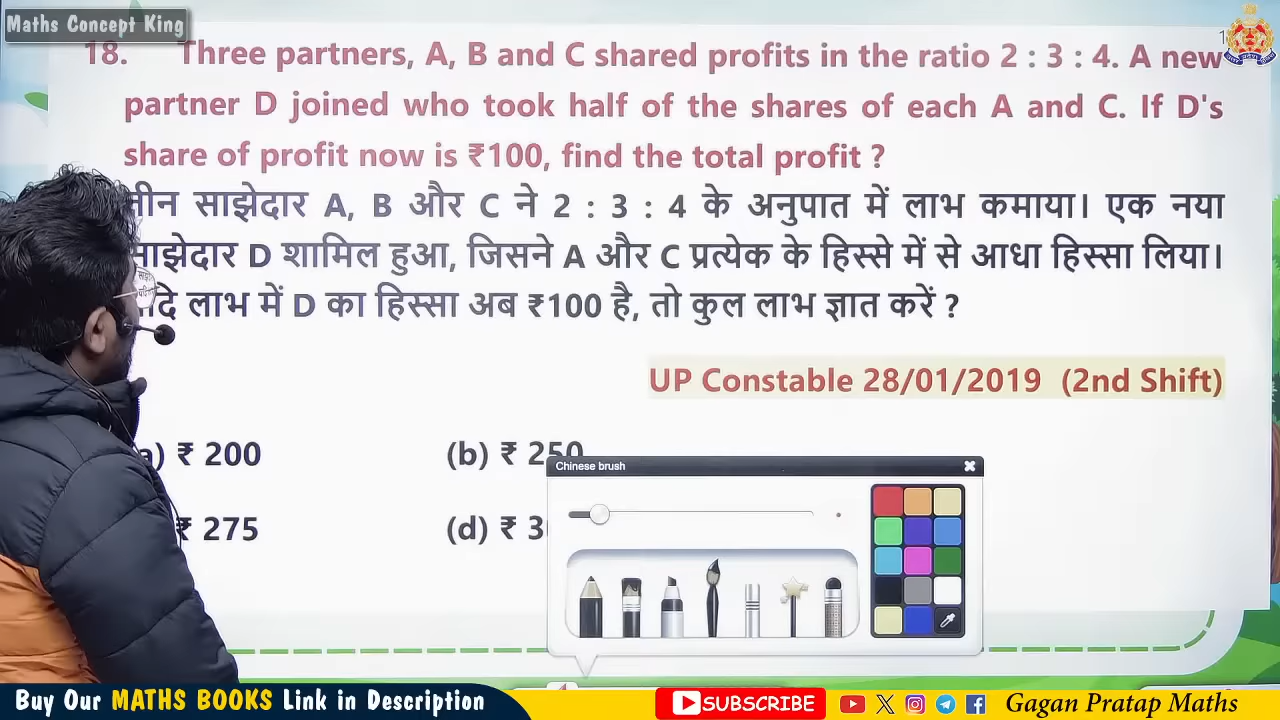 Maths Concept King
18. Three partners, A, B and C shared profits in the ratio 2 : 3 : 4. A new
partner D joined who took half of the shares of each A and C. If D's
share of profit now is ₹100, find the total profit ?
साझेदार A, B और C ने 2 : 3 : 4 के अनुपात में लाभ कमाया। एक नया
साझेदार D शामिल हुआ, जिसने A और C प्रत्येक के हिस्से में से आधा हिस्सा लिया।
लाभ में D का हिस्सा अब ₹100 है, तो कुल लाभ ज्ञात करें ?
UP Constable 28/01/2019 (2nd Shift)
a) ₹ 200 (b) ₹ 250
₹ 275 (d) ₹
Chinese brush
Buy Our MATHS BOOKS Link in Description
SUBSCRIBE
Gagan Pratap Maths